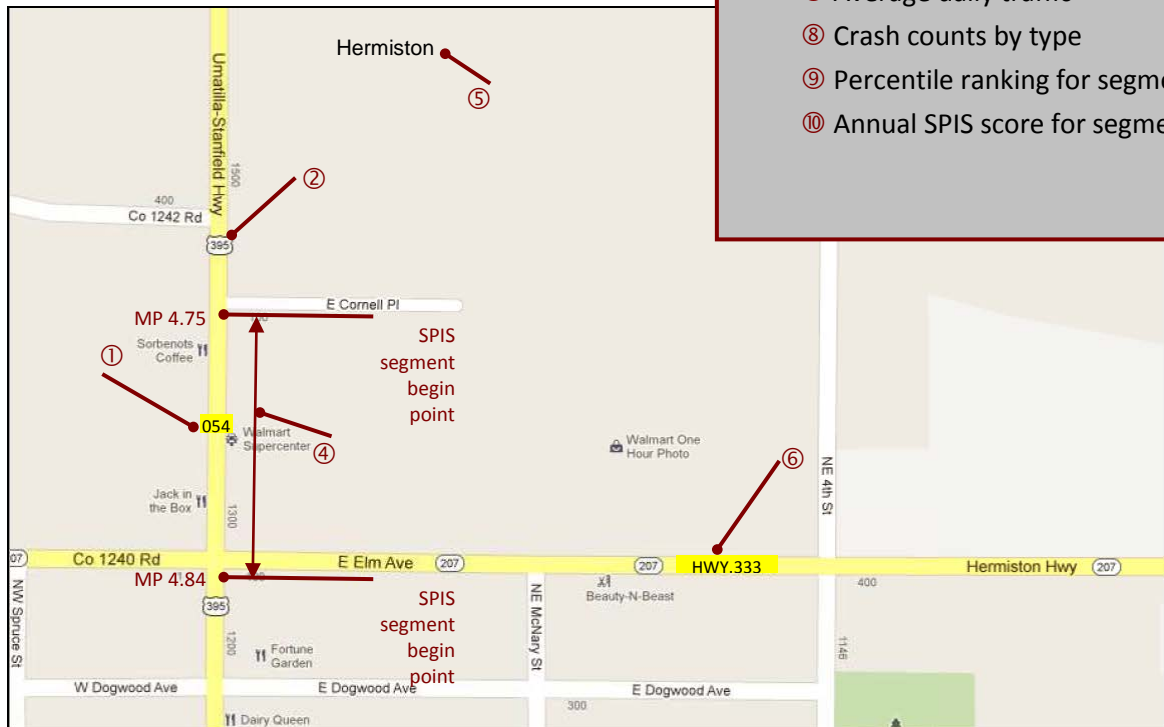 Average daily traffic
⑧ Crash counts by type
⑨ Percentile ranking for segme
⑩ Annual SPIS score for segme
Hermiston
⑤
Umatilla-Stanfield Hwy
1500
②
400
Co 1242 Rd
395
E Cornell Pl
MP 4.75
SPIS
segment
begin
point
Sorbenots
Coffee
①
054
Walmart
Supercenter
④
Walmart One
Hour Photo
⑥
NE 4th St
Jack in
the Box
1300
07
Co 1240 Rd
E Elm Ave
207
207
HWY.333
Hermiston Hwy
207
MP 4.84
SPIS
segment
begin
point
395
Beauty-N-Beast
400
NW Spruce St
NE McNary St
1200
Fortune
Garden
1146
W Dogwood Ave
E Dogwood Ave
E Dogwood Ave
300
Dairy Queen